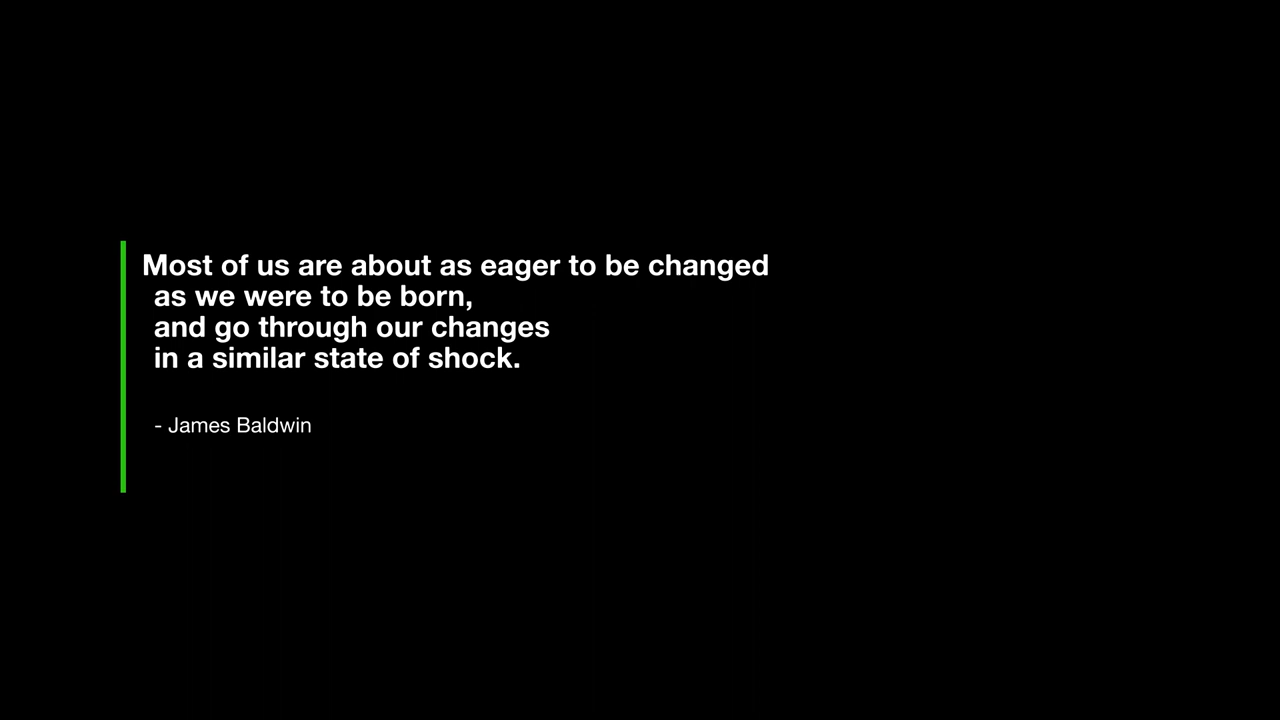 Most of us are about as eager to be changed
as we were to be born,
and go through our changes
in a similar state of shock.
- James Baldwin